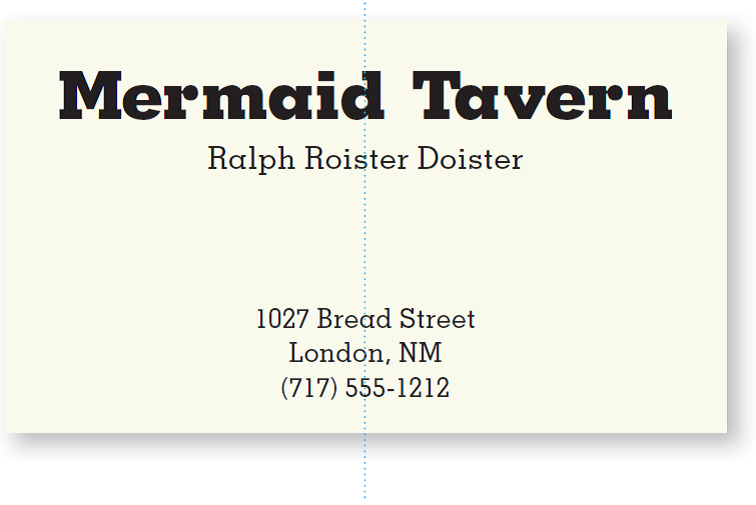 Mermaid Tavern
Ralph Roister Doister
1027 Bread Street
London, NM
(717) 555-1212